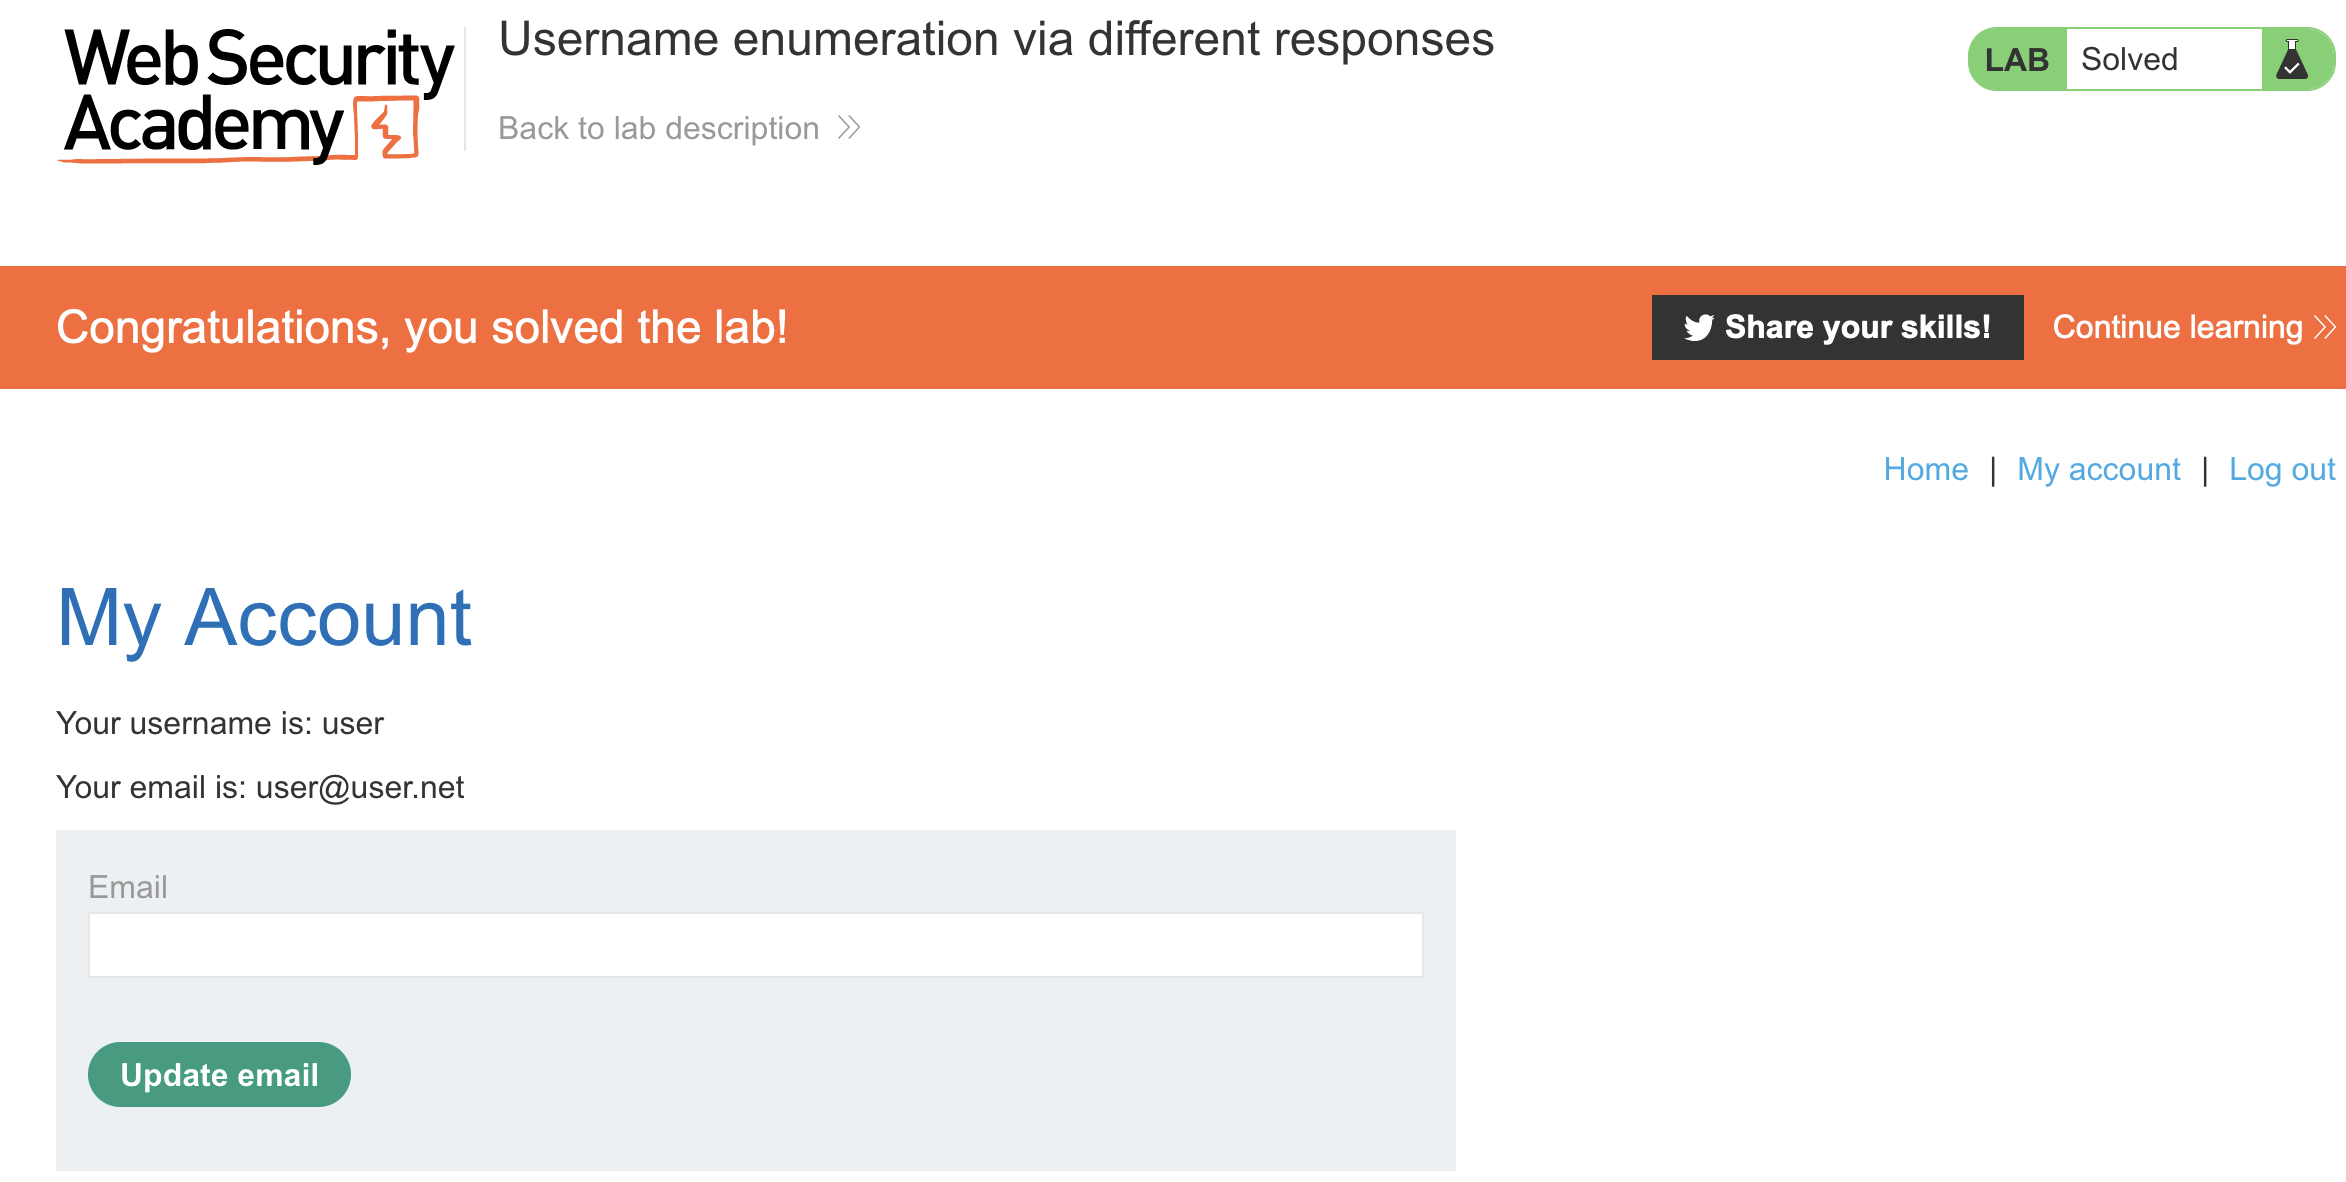 Web Security
Academy
Username enumeration via different responses
Back to lab description
LAB Solved
Congratulations, you solved the lab!
Share your skills!
Continue learning
Home | My account | Log out
My Account
Your username is: user
Your email is: user@user.net
Email
Update email